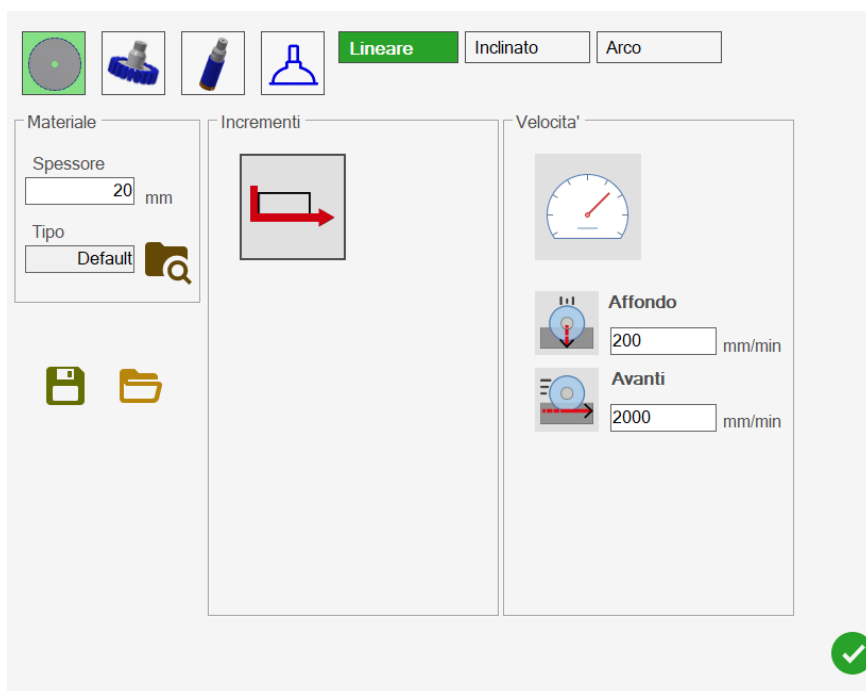 Lineare
Inclinato
Arco
Materiale
Incrementi
Velocita'
Spessore
20 mm
Tipo
Default
Affondo
200 mm/min
Avanti
2000 mm/min